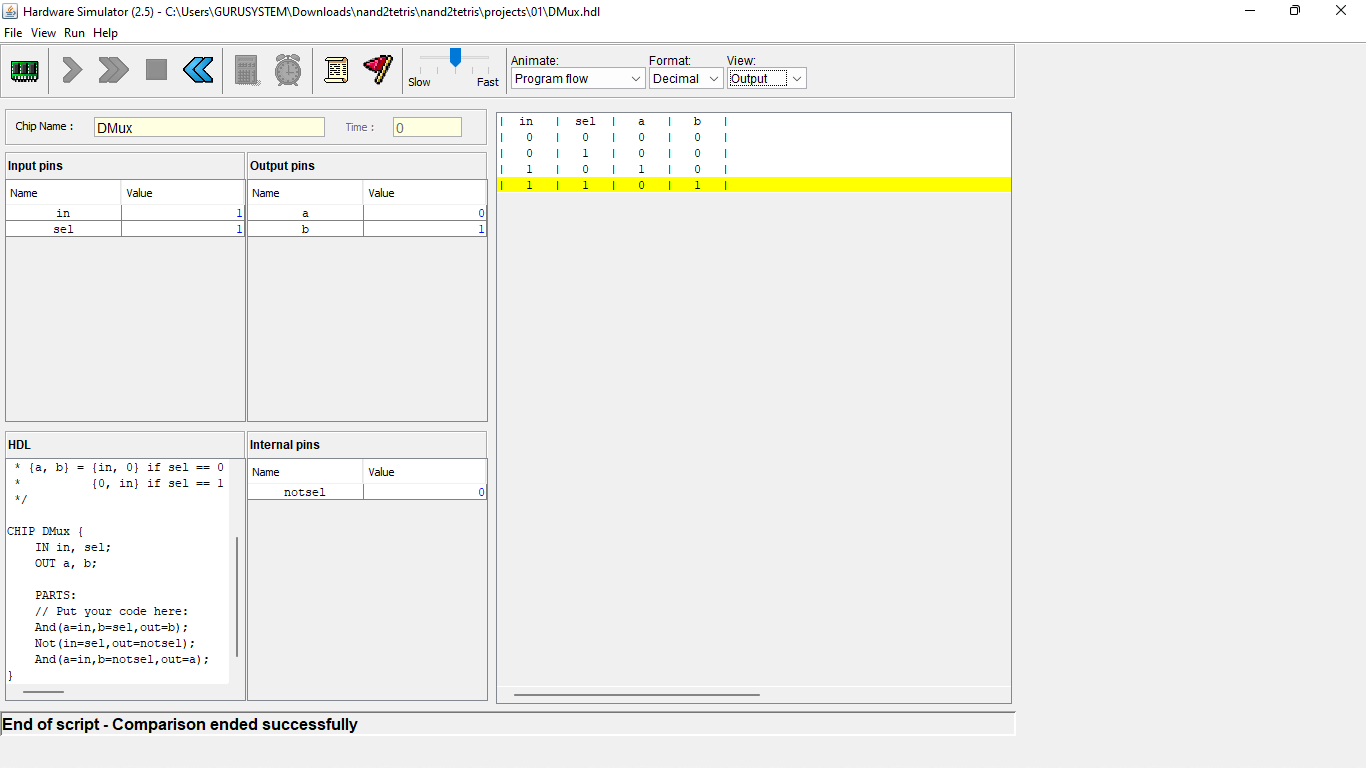 Hardware Simulator (2.5) - C:\Users\GURUSYSTEM\Downloads\nand2tetris\nand2tetris\projects\01\DMux.hdl
File View Run Help
Slow Fast
Animate: Format: View:
Program flow Decimal Output
Chip Name : DMux Time : 0
Input pins
Name Value
in 1
sel 1
Output pins
Name Value
a 0
b 1
| in | sel | a | b |
| 0 | 0 | 0 | 0 |
| 0 | 1 | 0 | 0 |
| 1 | 0 | 1 | 0 |
| 1 | 1 | 0 | 1 |
HDL
* {a, b} = {in, 0} if sel == 0
* {0, in} if sel == 1
*/
CHIP DMux {
IN in, sel;
OUT a, b;
PARTS:
// Put your code here:
And(a=in,b=sel,out=b);
Not(in=sel,out=notsel);
And(a=in,b=notsel,out=a);
}
Internal pins
Name Value
notsel 0
End of script - Comparison ended successfully